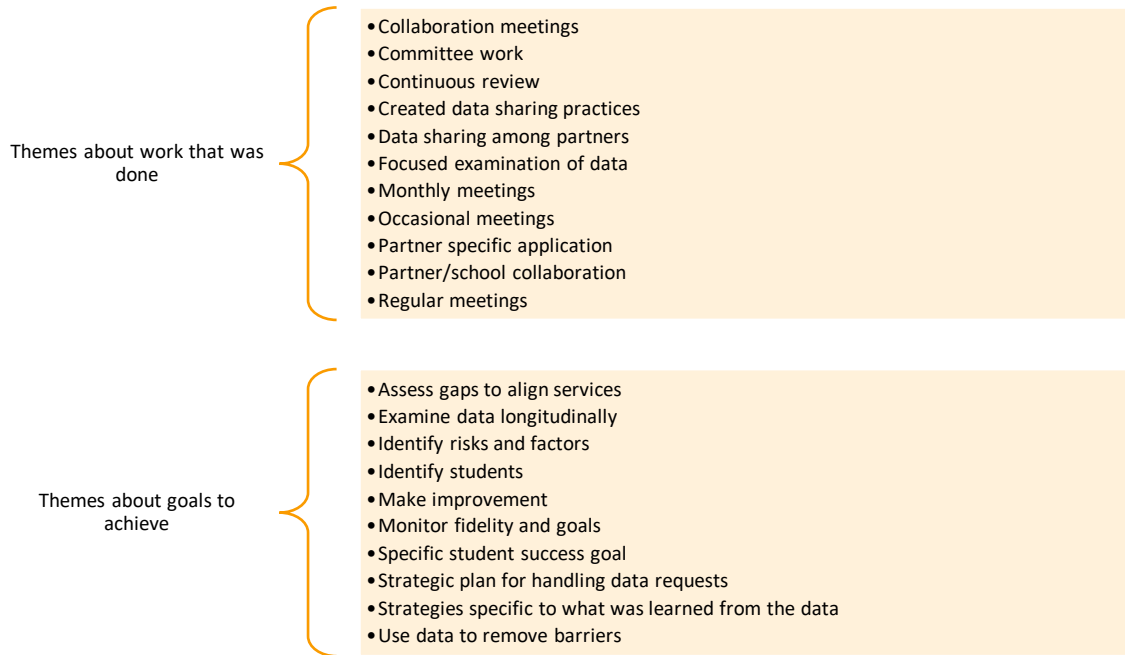 Themes about work that was
done
•Collaboration meetings
•Committee work
•Continuous review
•Created data sharing practices
•Data sharing among partners
•Focused examination of data
•Monthly meetings
•Occasional meetings
•Partner specific application
•Partner/school collaboration
•Regular meetings
Themes about goals to
achieve
•Assess gaps to align services
•Examine data longitudinally
•Identify risks and factors
•Identify students
•Make improvement
•Monitor fidelity and goals
•Specific student success goal
•Strategic plan for handling data requests
•Strategies specific to what was learned from the data
•Use data to remove barriers